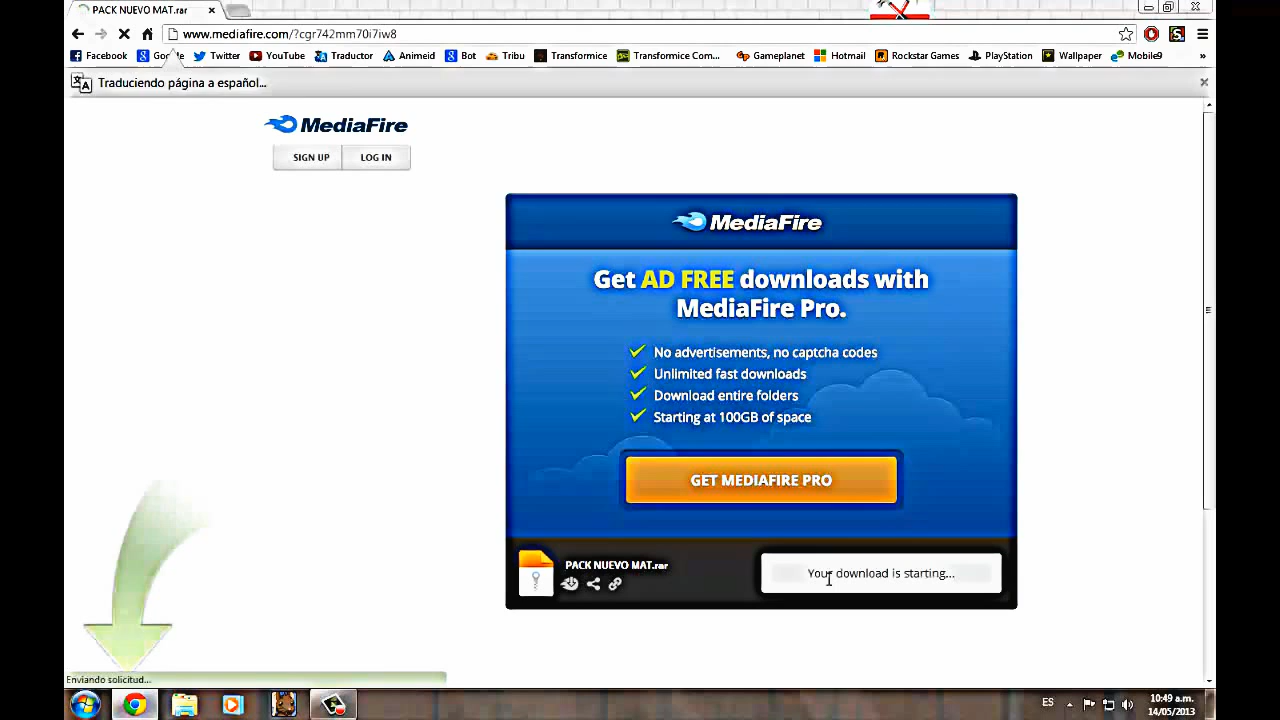 PACK NUEVO MAT.rar
www.mediafire.com/?cgr742mm70i7iw8
Facebook Google Twitter YouTube Traductor Animeid Bot Tribu Transformice Transformice Com... Gameplanet Hotmail Rockstar Games PlayStation Wallpaper Mobile9 »
Traduciendo página a español...
MediaFire
SIGN UP LOG IN
MediaFire
Get AD FREE downloads with
MediaFire Pro.
No advertisements, no captcha codes
Unlimited fast downloads
Download entire folders
Starting at 100GB of space
GET MEDIAFIRE PRO
PACK NUEVO MAT.rar
Your download is starting...
Enviando solicitud...
ES
10:49 a.m.
14/05/2013